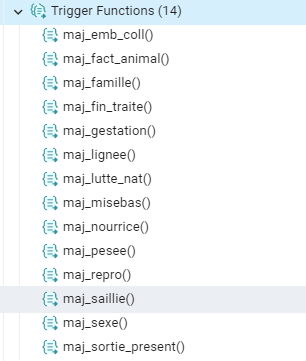 Trigger Functions (14)
maj_emb_coll()
maj_fact_animal()
maj_famille()
maj_fin_traite()
maj_gestation()
maj_lignee()
maj_lutte_nat()
maj_misebas()
maj_nourrice()
maj_pesee()
maj_repro()
maj_saillie()
maj_sexe()
maj_sortie_present()